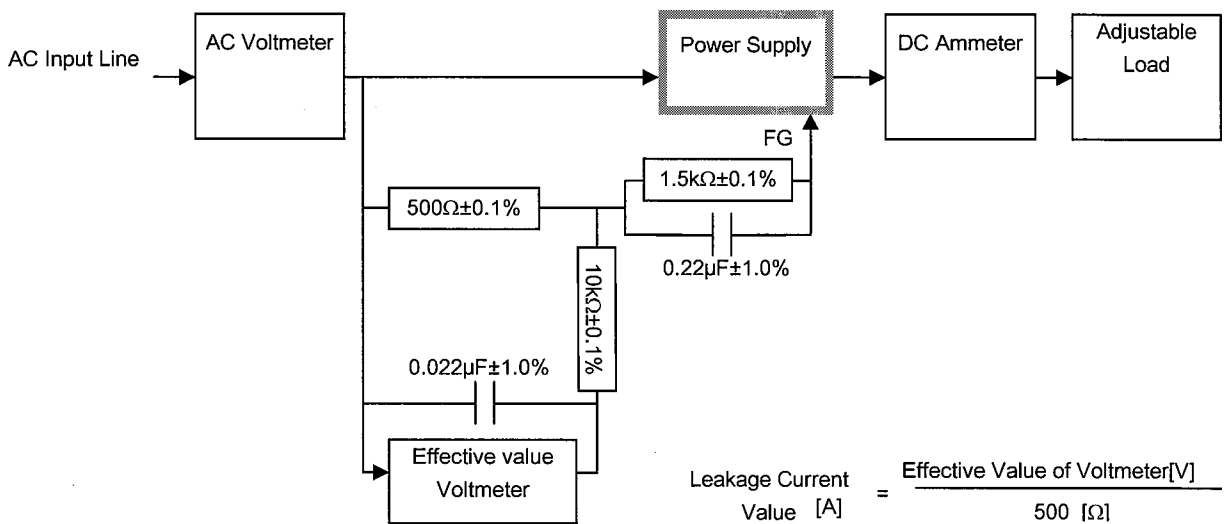 AC Input Line
AC Voltmeter
Power Supply
DC Ammeter
Adjustable
Load
FG
1.5kΩ±0.1%
500Ω±0.1%
0.22µF±1.0%
10kΩ±0.1%
0.022µF±1.0%
Effective value
Voltmeter
Leakage Current
Value [A]
=
Effective Value of Voltmeter[V]
500 [Ω]